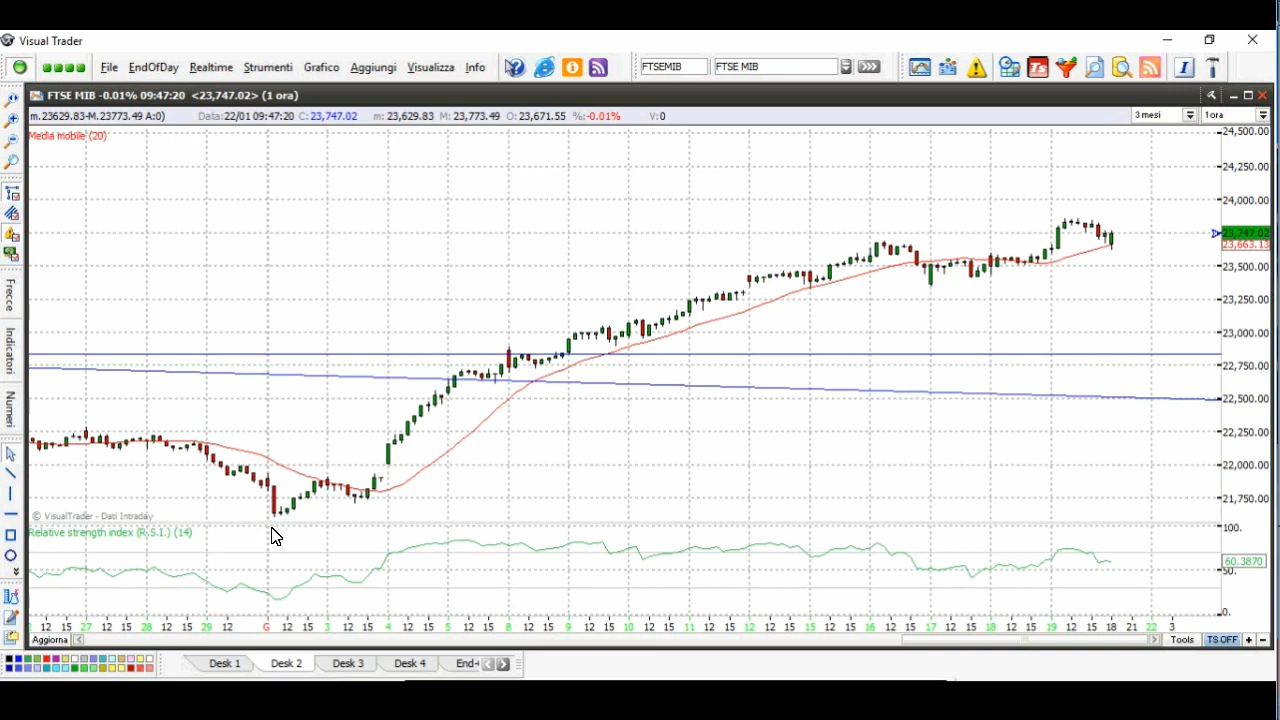 Visual Trader
File EndOfDay Realtime Strumenti Grafico Aggiungi Visualizza Info FTSEMIB FTSE MIB
FTSE MIB -0.01% 09:47:20 <23,747.02> (1 ora)
m.23629.83-M.23773.49 A:0) Data:22/01 09:47:20 C:23,747.02 m: 23,629.83 M: 23,773.49 O:23,671.55 %:-0.01% V:0 3 mesi 1ora
Media mobile (20)
24,500.00
24,250.00
24,000.00
23,747.02
23,663.13
23,500.00
23,250.00
23,000.00
22,750.00
22,500.00
22,250.00
22,000.00
21,750.00
Frecce
Indicatori
Numeri
© VisualTrader - Dati Intraday
Relative strength index (R.S.I.) (14)
100.
60.3870
50.
0.
12 15 27 12 15 28 12 15 29 12 G 12 15 3 12 15 4 12 15 5 12 15 8 12 15 9 12 15 10 12 15 11 12 15 12 12 15 15 12 15 16 12 15 17 12 15 18 12 15 19 12 15 18 21 22 3
Aggiorna Tools TS OFF + -
Desk 1 Desk 2 Desk 3 Desk 4 End-